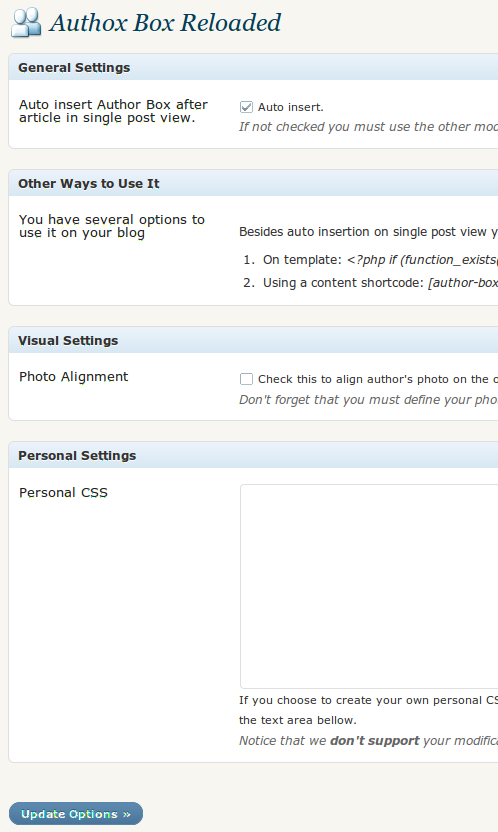 Authox Box Reloaded
General Settings
Auto insert Author Box after
article in single post view.
Auto insert.
If not checked you must use the other
Other Ways to Use It
You have several options to
use it on your blog
Besides auto insertion on single post view
1. On template: <?php if (function_exists(
2. Using a content shortcode: [author-box
Visual Settings
Photo Alignment
Check this to align author's photo on the
Don't forget that you must define your
Personal Settings
Personal CSS
If you choose to create your own personal
the text area bellow.
Notice that we don't support your
Update Options »